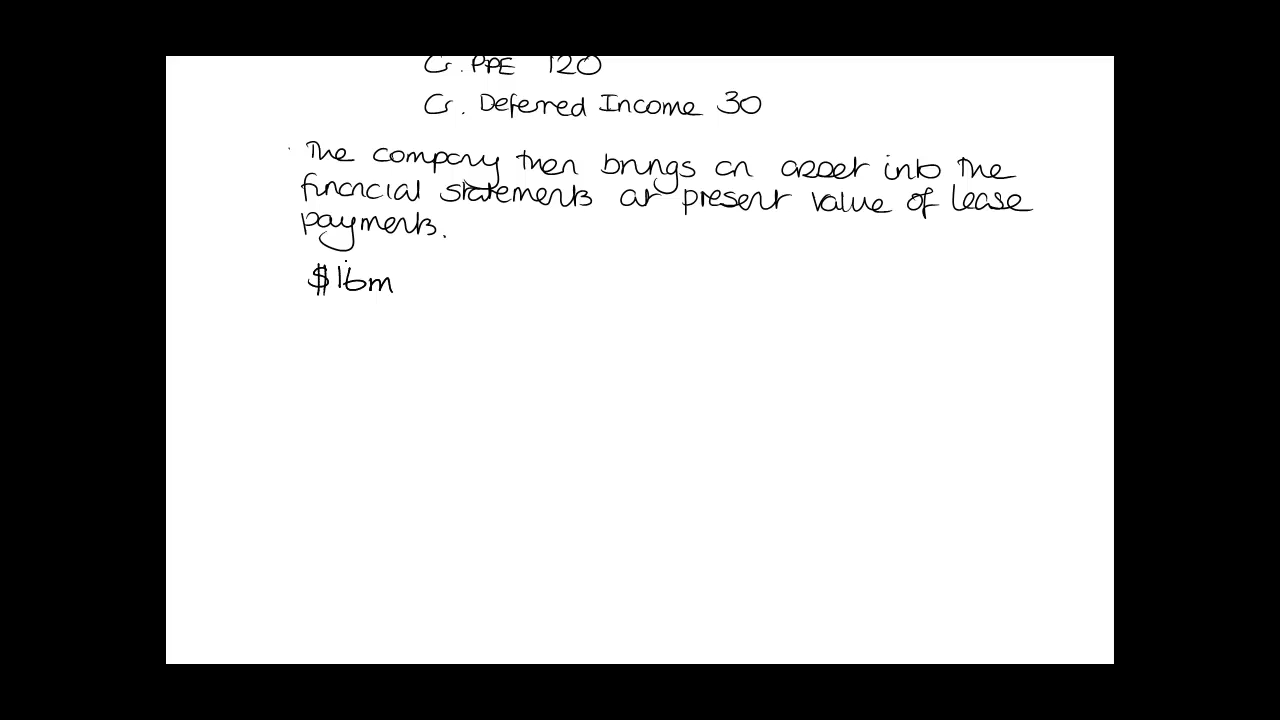 Cr. PPE 120
Cr. Deferred Income 30
The company then brings an asset into the
financial statements at present value of lease
payments.
$16m